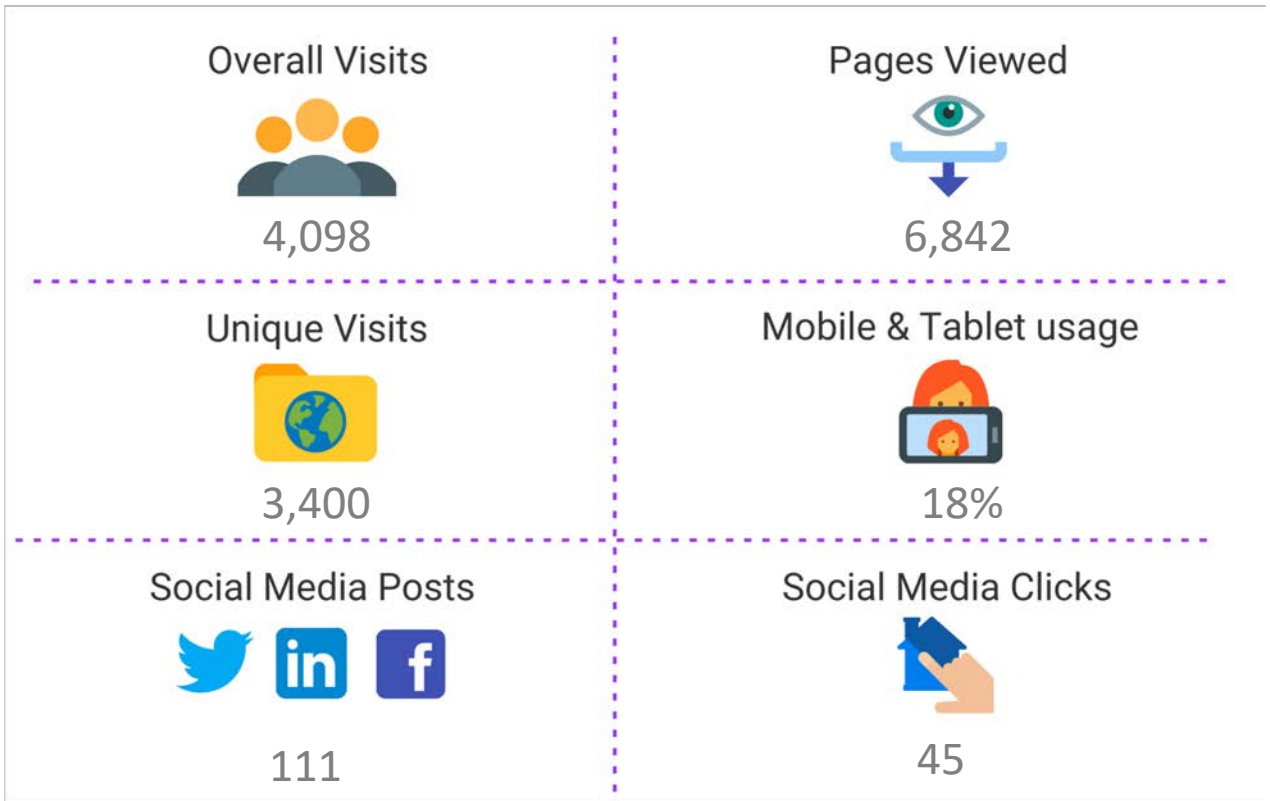 Overall Visits
4,098
Pages Viewed
6,842
Unique Visits
3,400
Mobile & Tablet usage
18%
Social Media Posts
in f
111
Social Media Clicks
45